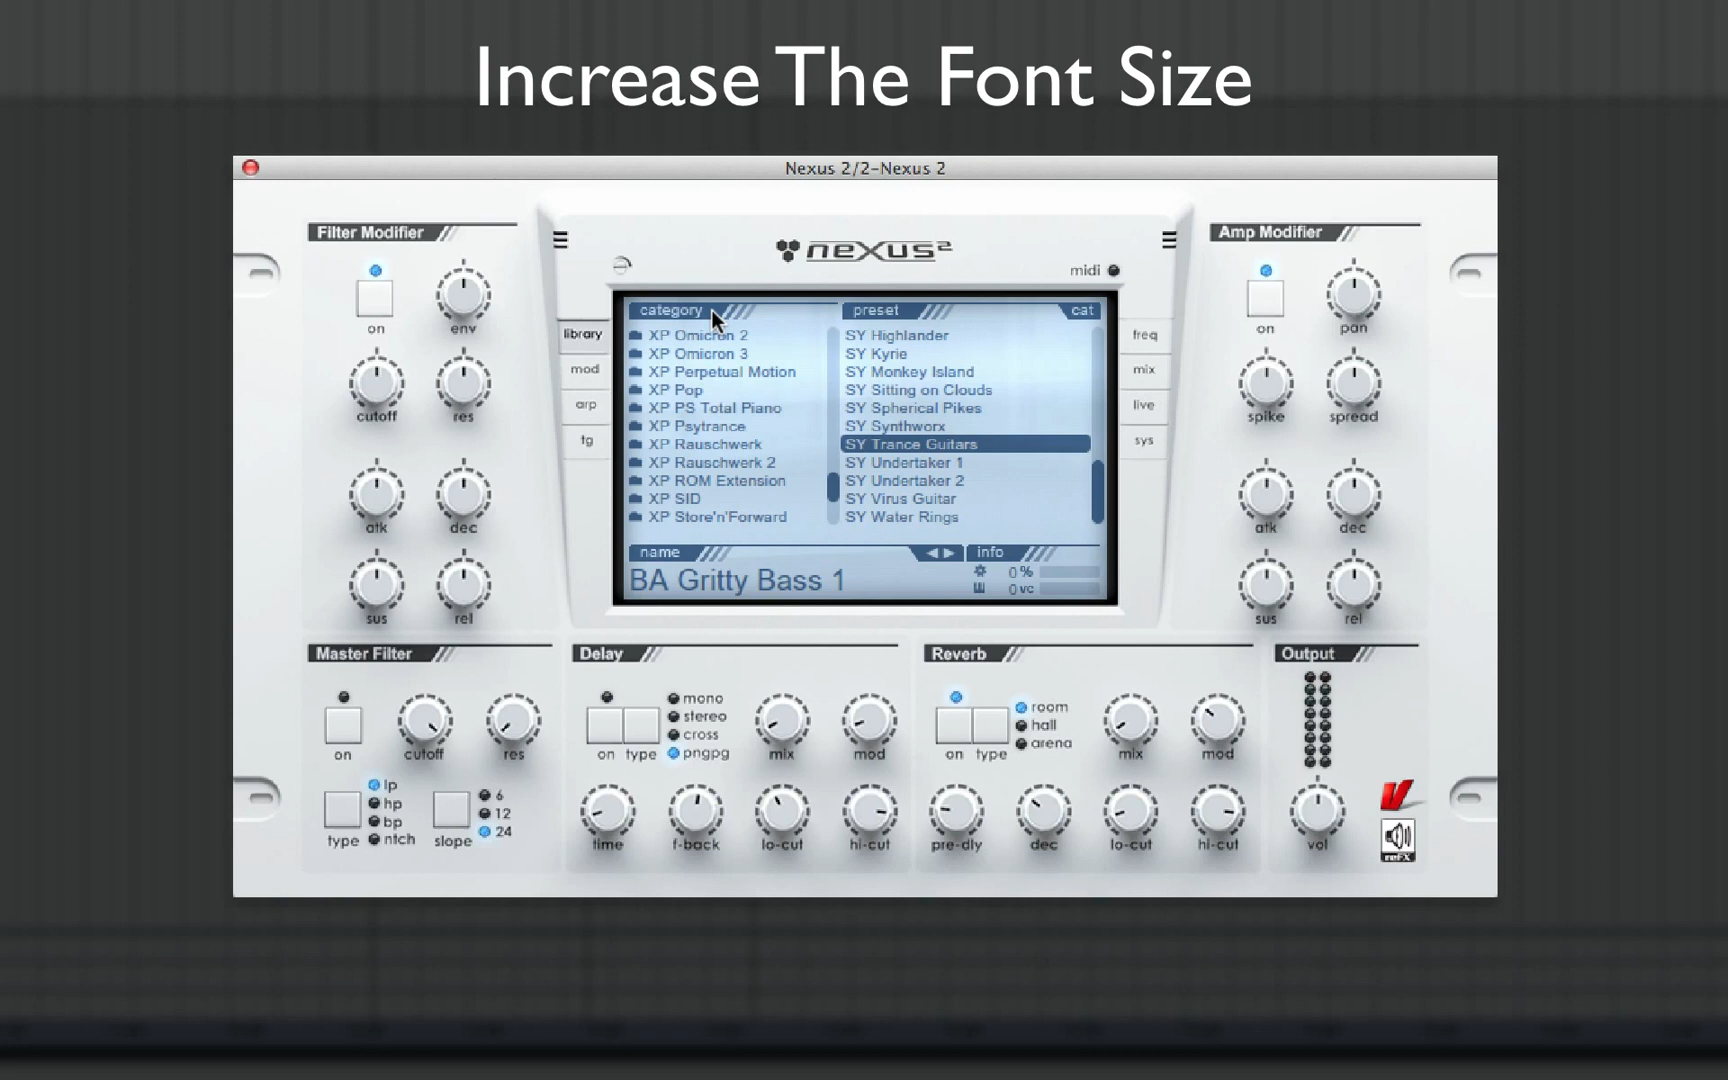 Increase The Font Size
Nexus 2/2-Nexus 2
Filter Modifier
on
env
cutoff
res
atk
dec
sus
rel
nexus²
midi
library
mod
arp
tg
category
XP Omicron 2
XP Omicron 3
XP Perpetual Motion
XP Pop
XP PS Total Piano
XP Psytrance
XP Rauschwerk
XP Rauschwerk 2
XP ROM Extension
XP SID
XP Store'n'Forward
preset
cat
SY Highlander
SY Kyrie
SY Monkey Island
SY Sitting on Clouds
SY Spherical Pikes
SY Synthworx
SY Trance Guitars
SY Undertaker 1
SY Undertaker 2
SY Virus Guitar
SY Water Rings
name
BA Gritty Bass 1
info
0 %
0 vc
freq
mix
live
sys
Amp Modifier
on
pan
spike
spread
atk
dec
sus
rel
Master Filter
on
cutoff
res
type
lp
hp
bp
ntch
slope
6
12
24
Delay
on
type
mono
stereo
cross
pngpg
mix
mod
time
f-back
lo-cut
hi-cut
Reverb
on
type
room
hall
arena
mix
mod
pre-dly
dec
lo-cut
hi-cut
Output
vol
reFX